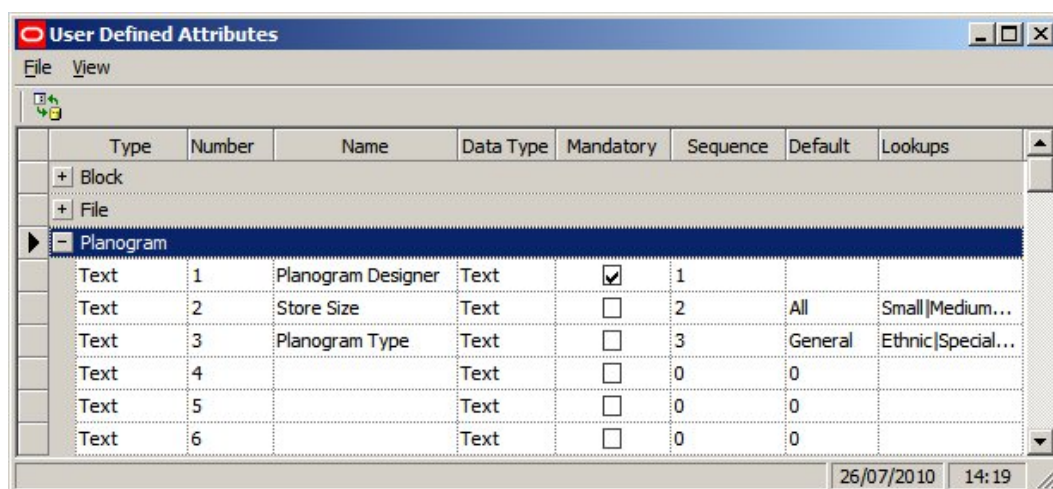 User Defined Attributes
File View
Type Number Name Data Type Mandatory Sequence Default Lookups
Block
File
Planogram
Text 1 Planogram Designer Text 1
Text 2 Store Size Text 2 All Small|Medium...
Text 3 Planogram Type Text 3 General Ethnic|Special...
Text 4 Text 0 0
Text 5 Text 0 0
Text 6 Text 0 0
26/07/2010 14:19